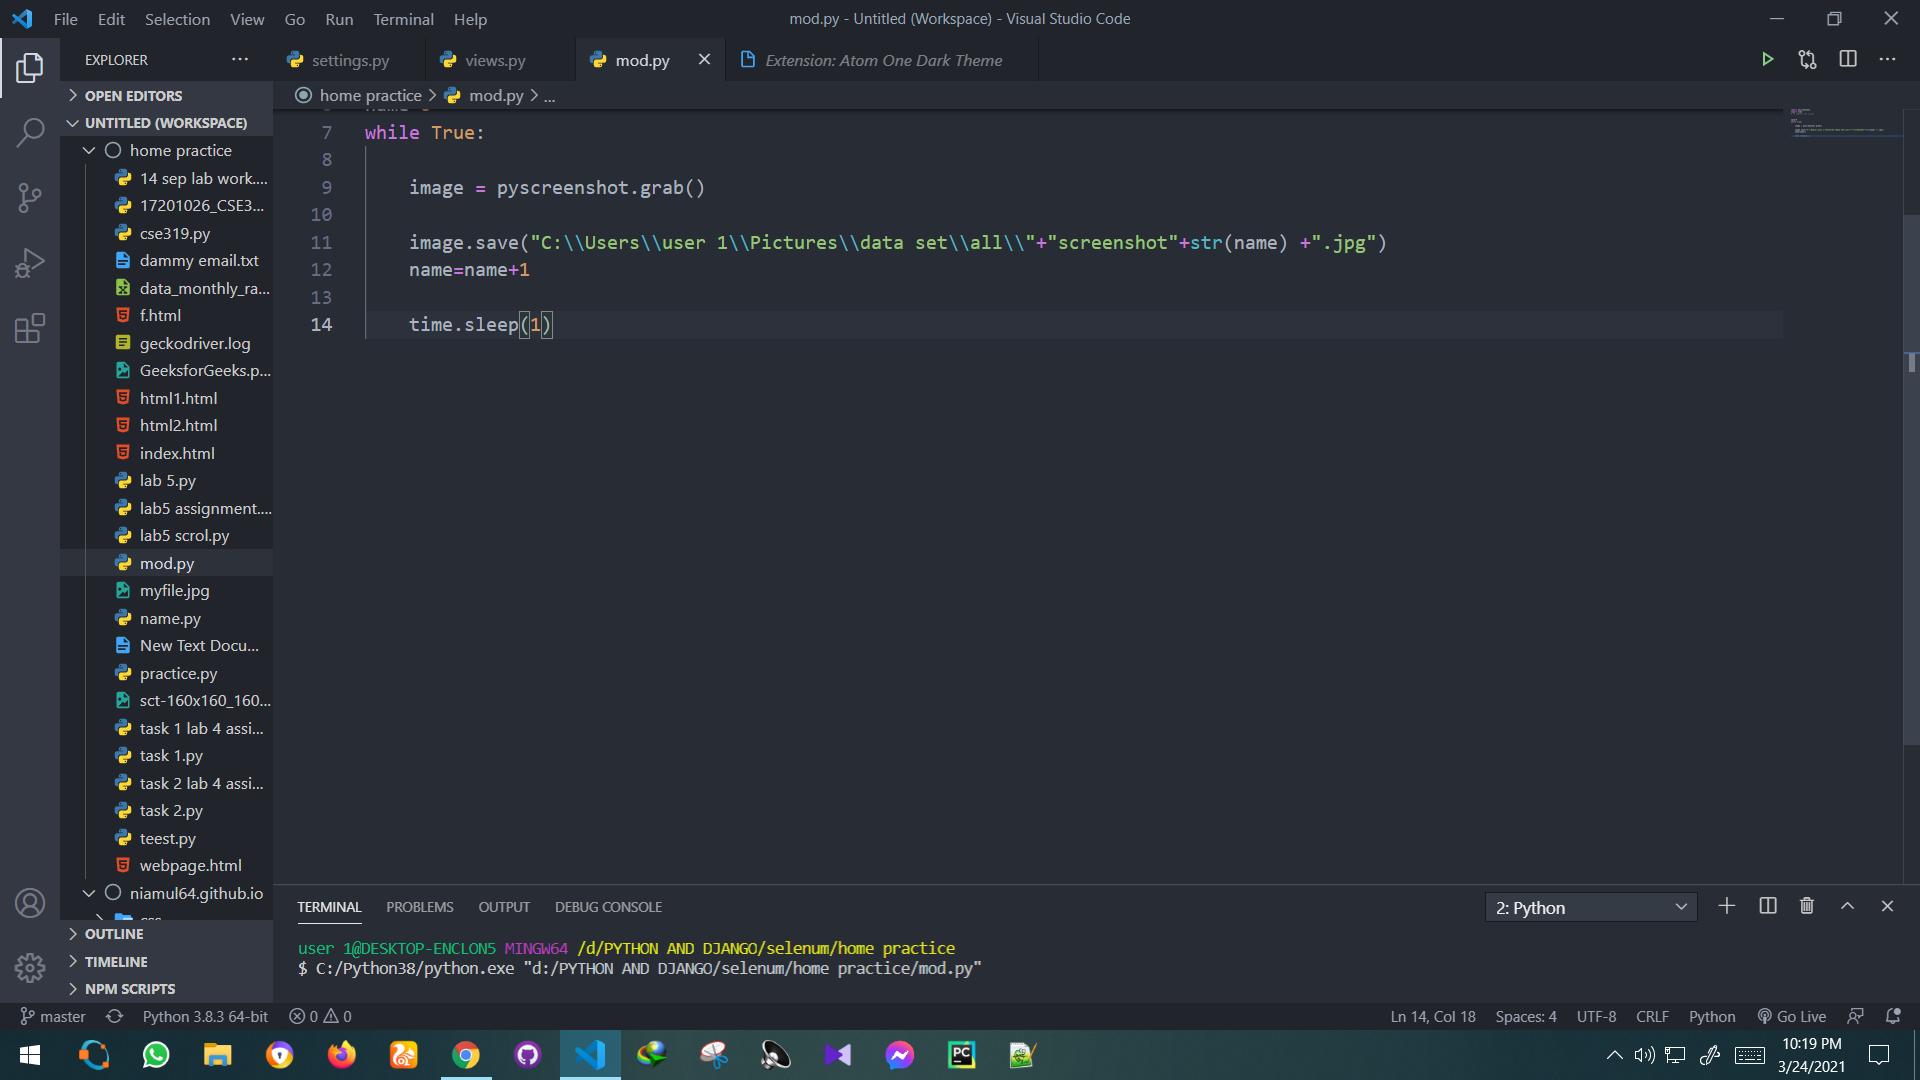 File Edit Selection View Go Run Terminal Help
mod.py - Untitled (Workspace) - Visual Studio Code
EXPLORER
settings.py
views.py
mod.py
Extension: Atom One Dark Theme
home practice > mod.py > ...
OPEN EDITORS
UNTITLED (WORKSPACE)
home practice
14 sep lab work....
17201026_CSE3...
cse319.py
dammy email.txt
data_monthly_ra...
f.html
geckodriver.log
GeeksforGeeks.p...
html1.html
html2.html
index.html
lab 5.py
lab5 assignment....
lab5 scrol.py
mod.py
myfile.jpg
name.py
New Text Docu...
practice.py
sct-160x160_160...
task 1 lab 4 assi...
task 1.py
task 2 lab 4 assi...
task 2.py
teest.py
webpage.html
niamul64.github.io
OUTLINE
TIMELINE
NPM SCRIPTS
7 while True:
8
9 image = pyscreenshot.grab()
10
11 image.save("C:\\Users\\user 1\\Pictures\\data set\\all\\"+"screenshot"+str(name) +".jpg")
12 name=name+1
13
14 time.sleep(1)
TERMINAL PROBLEMS OUTPUT DEBUG CONSOLE
2: Python
user 1@DESKTOP-ENCLON5 MINGW64 /d/PYTHON AND DJANGO/selenum/home practice
$ C:/Python38/python.exe "d:/PYTHON AND DJANGO/selenum/home practice/mod.py"
master Python 3.8.3 64-bit 0 0
Ln 14, Col 18 Spaces: 4 UTF-8 CRLF Python Go Live
PC
10:19 PM
3/24/2021